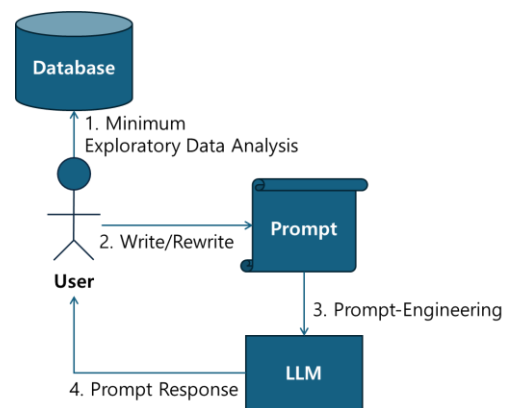 Database
1. Minimum
Exploratory Data Analysis
2. Write/Rewrite
Prompt
User
3. Prompt-Engineering
LLM
4. Prompt Response